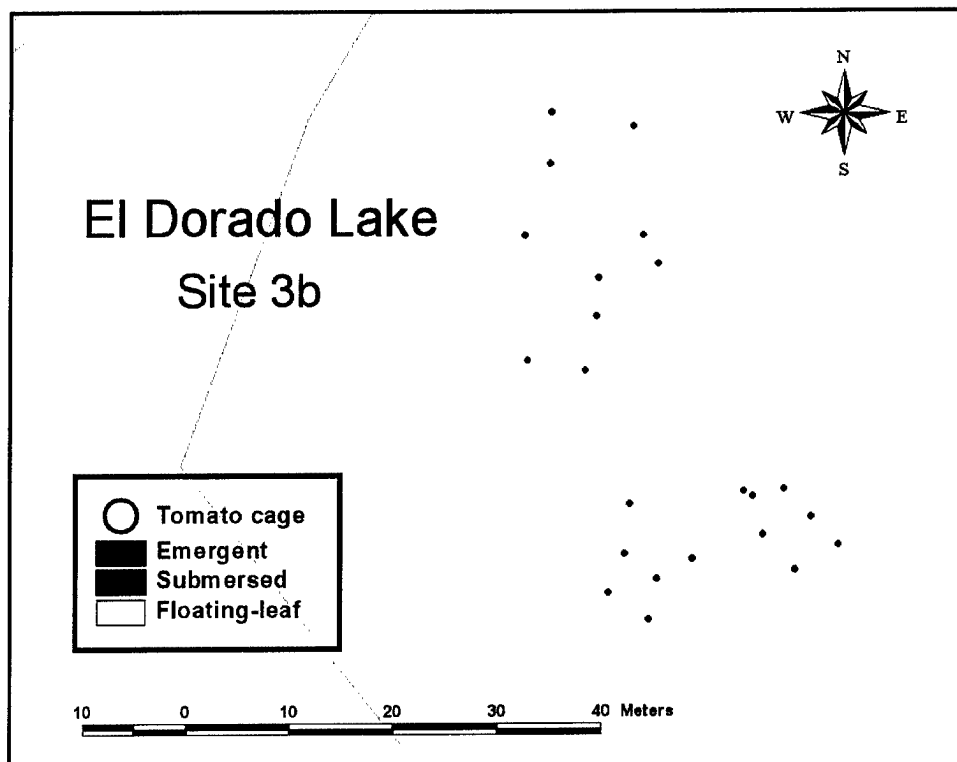 N
W E
S
El Dorado Lake
Site 3b
Tomato cage
Emergent
Submersed
Floating-leaf
10 0 10 20 30 40 Meters